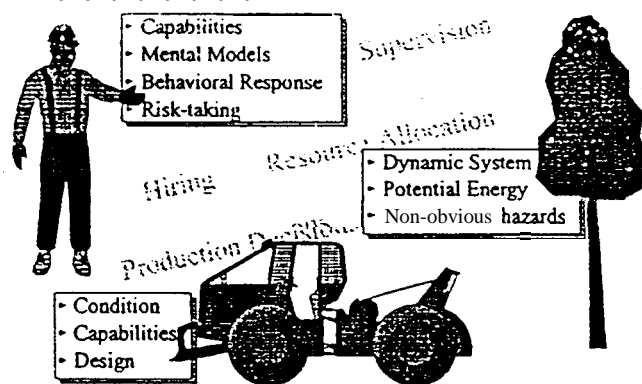 - Capabilities
- Mental Models
- Behavioral Response
- Risk-taking
Supervision
Resource Allocation
Hiring
- Dynamic System
- Potential Energy
- Non-obvious hazards
Production
- Condition
- Capabilities
- Design